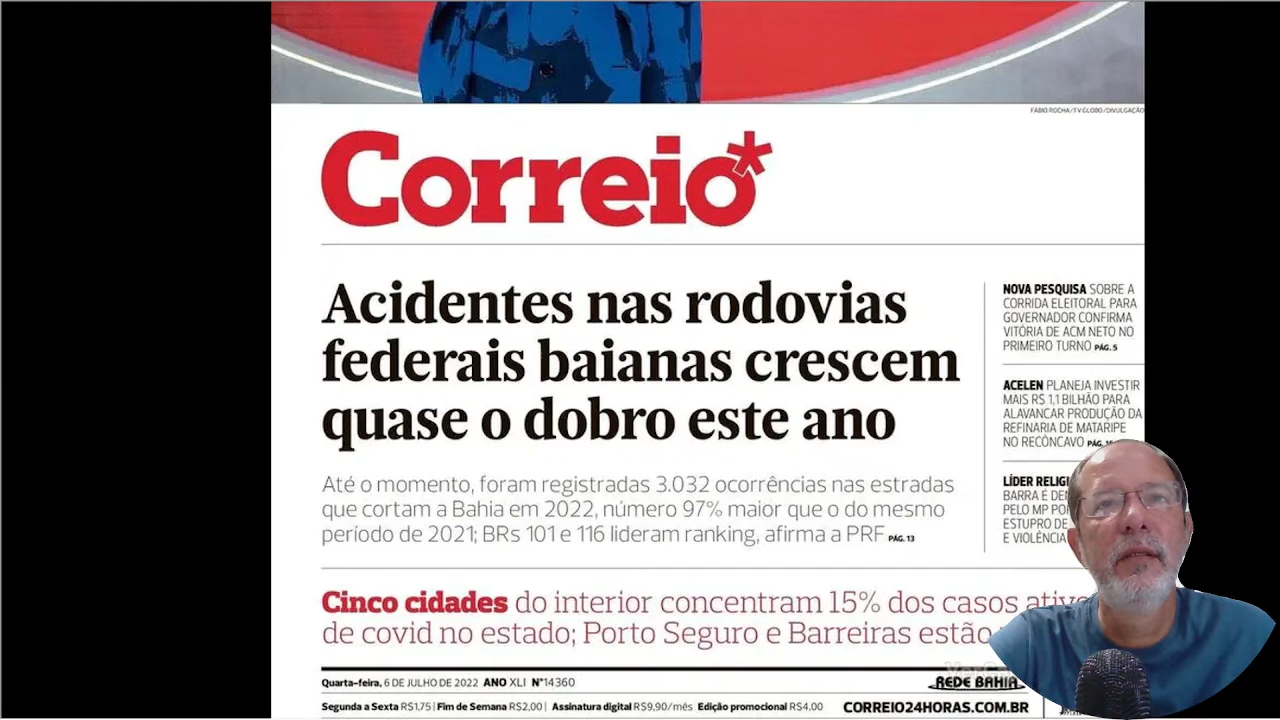 FÁBIO ROCHA/TV GLOBO/DIVULGAÇÃO
Correio*
Acidentes nas rodovias
federais baianas crescem
quase o dobro este ano
Até o momento, foram registradas 3.032 ocorrências nas estradas
que cortam a Bahia em 2022, número 97% maior que o do mesmo
período de 2021; BRs 101 e 116 lideram ranking, afirma a PRF PÁG. 13
NOVA PESQUISA SOBRE A
CORRIDA ELEITORAL PARA
GOVERNADOR CONFIRMA
VITÓRIA DE ACM NETO NO
PRIMEIRO TURNO PÁG. 5
ACELEN PLANEJA INVESTIR
MAIS R$ 1,1 BILHÃO PARA
ALAVANCAR PRODUÇÃO DA
REFINARIA DE MATARIPE
NO RECÔNCAVO PÁG.
LÍDER RELIGI
BARRA É DE
PELO MP PO
ESTUPRO DE
E VIOLÊNCIA
Cinco cidades do interior concentram 15% dos casos ativ
de covid no estado; Porto Seguro e Barreiras estão
Quarta-feira, 6 DE JULHO DE 2022 ANO XLI N°14360
REDE BAHIA
Segunda a Sexta R$1,75 | Fim de Semana R$2,00 | Assinatura digital R$9,90/mês Edição promocional R$4,00
CORREIO24HORAS.COM.BR